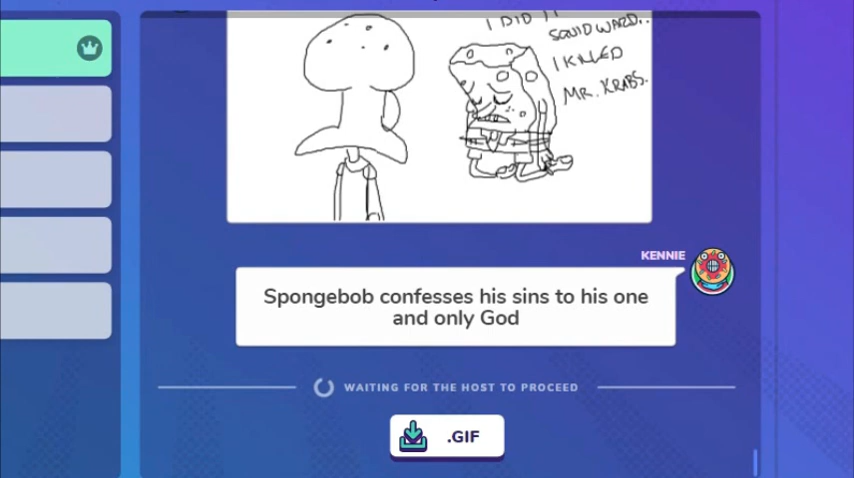 I DID IT
SQUIDWARD..
I KILLED
MR. KRABS.
KENNIE
Spongebob confesses his sins to his one
and only God
WAITING FOR THE HOST TO PROCEED
.GIF